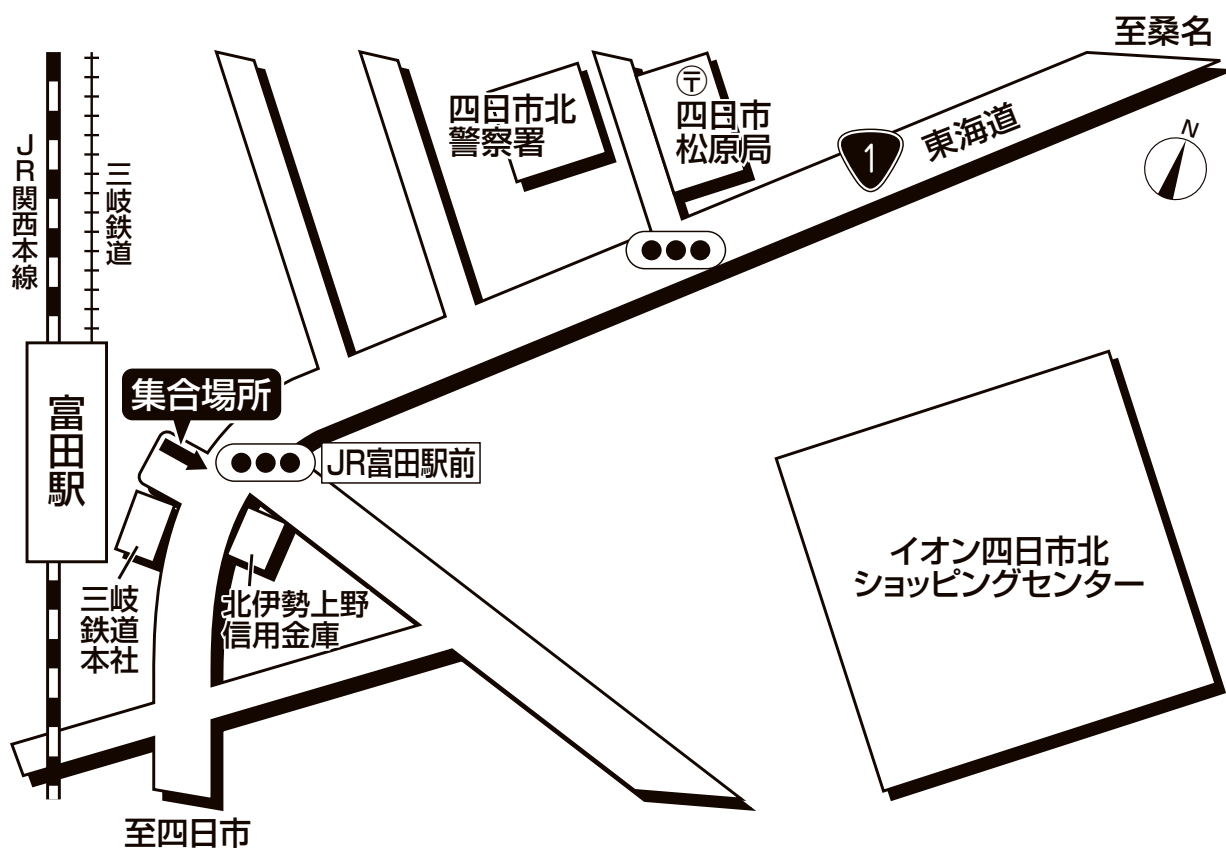 至桑名
〒
四日市北
警察署
四日市
松原局
1
東海道
N
JR関西本線
三岐鉄道
集合場所
富田駅
JR富田駅前
イオン四日市北
ショッピングセンター
三岐
鉄道
本社
北伊勢上野
信用金庫
至四日市